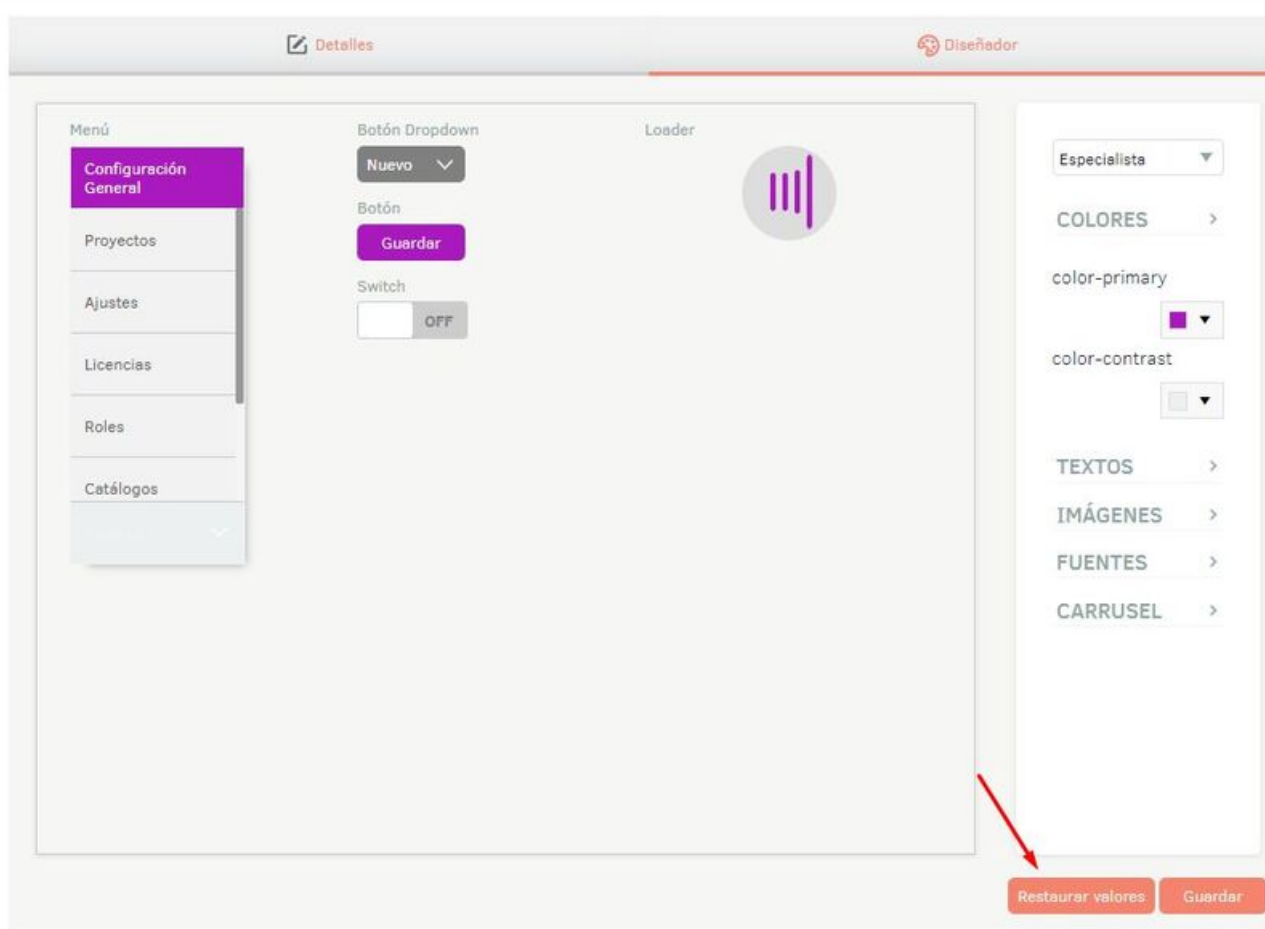 Detalles
Diseñador
Menú
Configuración
General
Proyectos
Ajustes
Licencias
Roles
Catálogos
Botón Dropdown
Nuevo
Botón
Guardar
Switch
OFF
Loader
Especialista
COLORES
color-primary
color-contrast
TEXTOS
IMÁGENES
FUENTES
CARRUSEL
Restaurar valores
Guardar